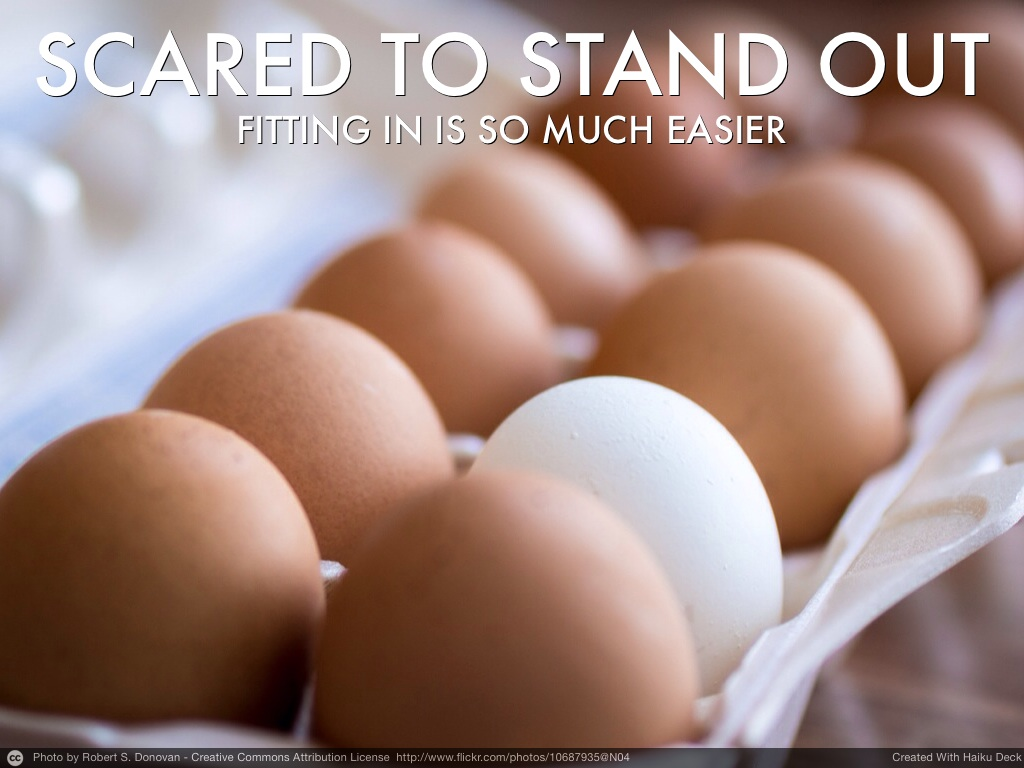 SCARED TO STAND OUT
FITTING IN IS SO MUCH EASIER
cc Photo by Robert S. Donovan - Creative Commons Attribution License http://www.flickr.com/photos/10687935@N04
Created With Haiku Deck